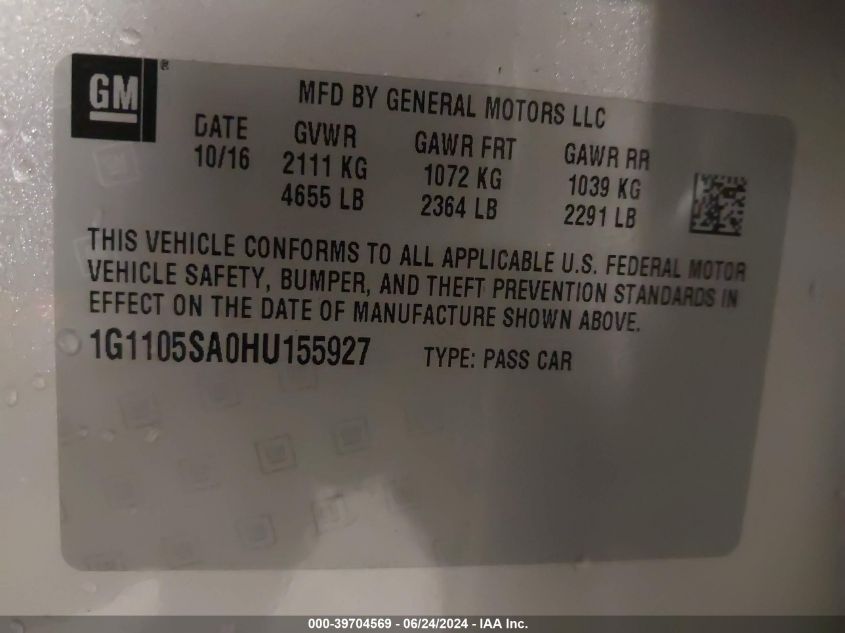 GM ®
MFD BY GENERAL MOTORS LLC
DATE GVWR GAWR FRT GAWR RR
10/16 2111 KG 1072 KG 1039 KG
4655 LB 2364 LB 2291 LB
THIS VEHICLE CONFORMS TO ALL APPLICABLE U.S. FEDERAL MOTOR
VEHICLE SAFETY, BUMPER, AND THEFT PREVENTION STANDARDS IN
EFFECT ON THE DATE OF MANUFACTURE SHOWN ABOVE.
1G1105SA0HU155927 TYPE: PASS CAR
000-39704569 - 06/24/2024 - IAA Inc.